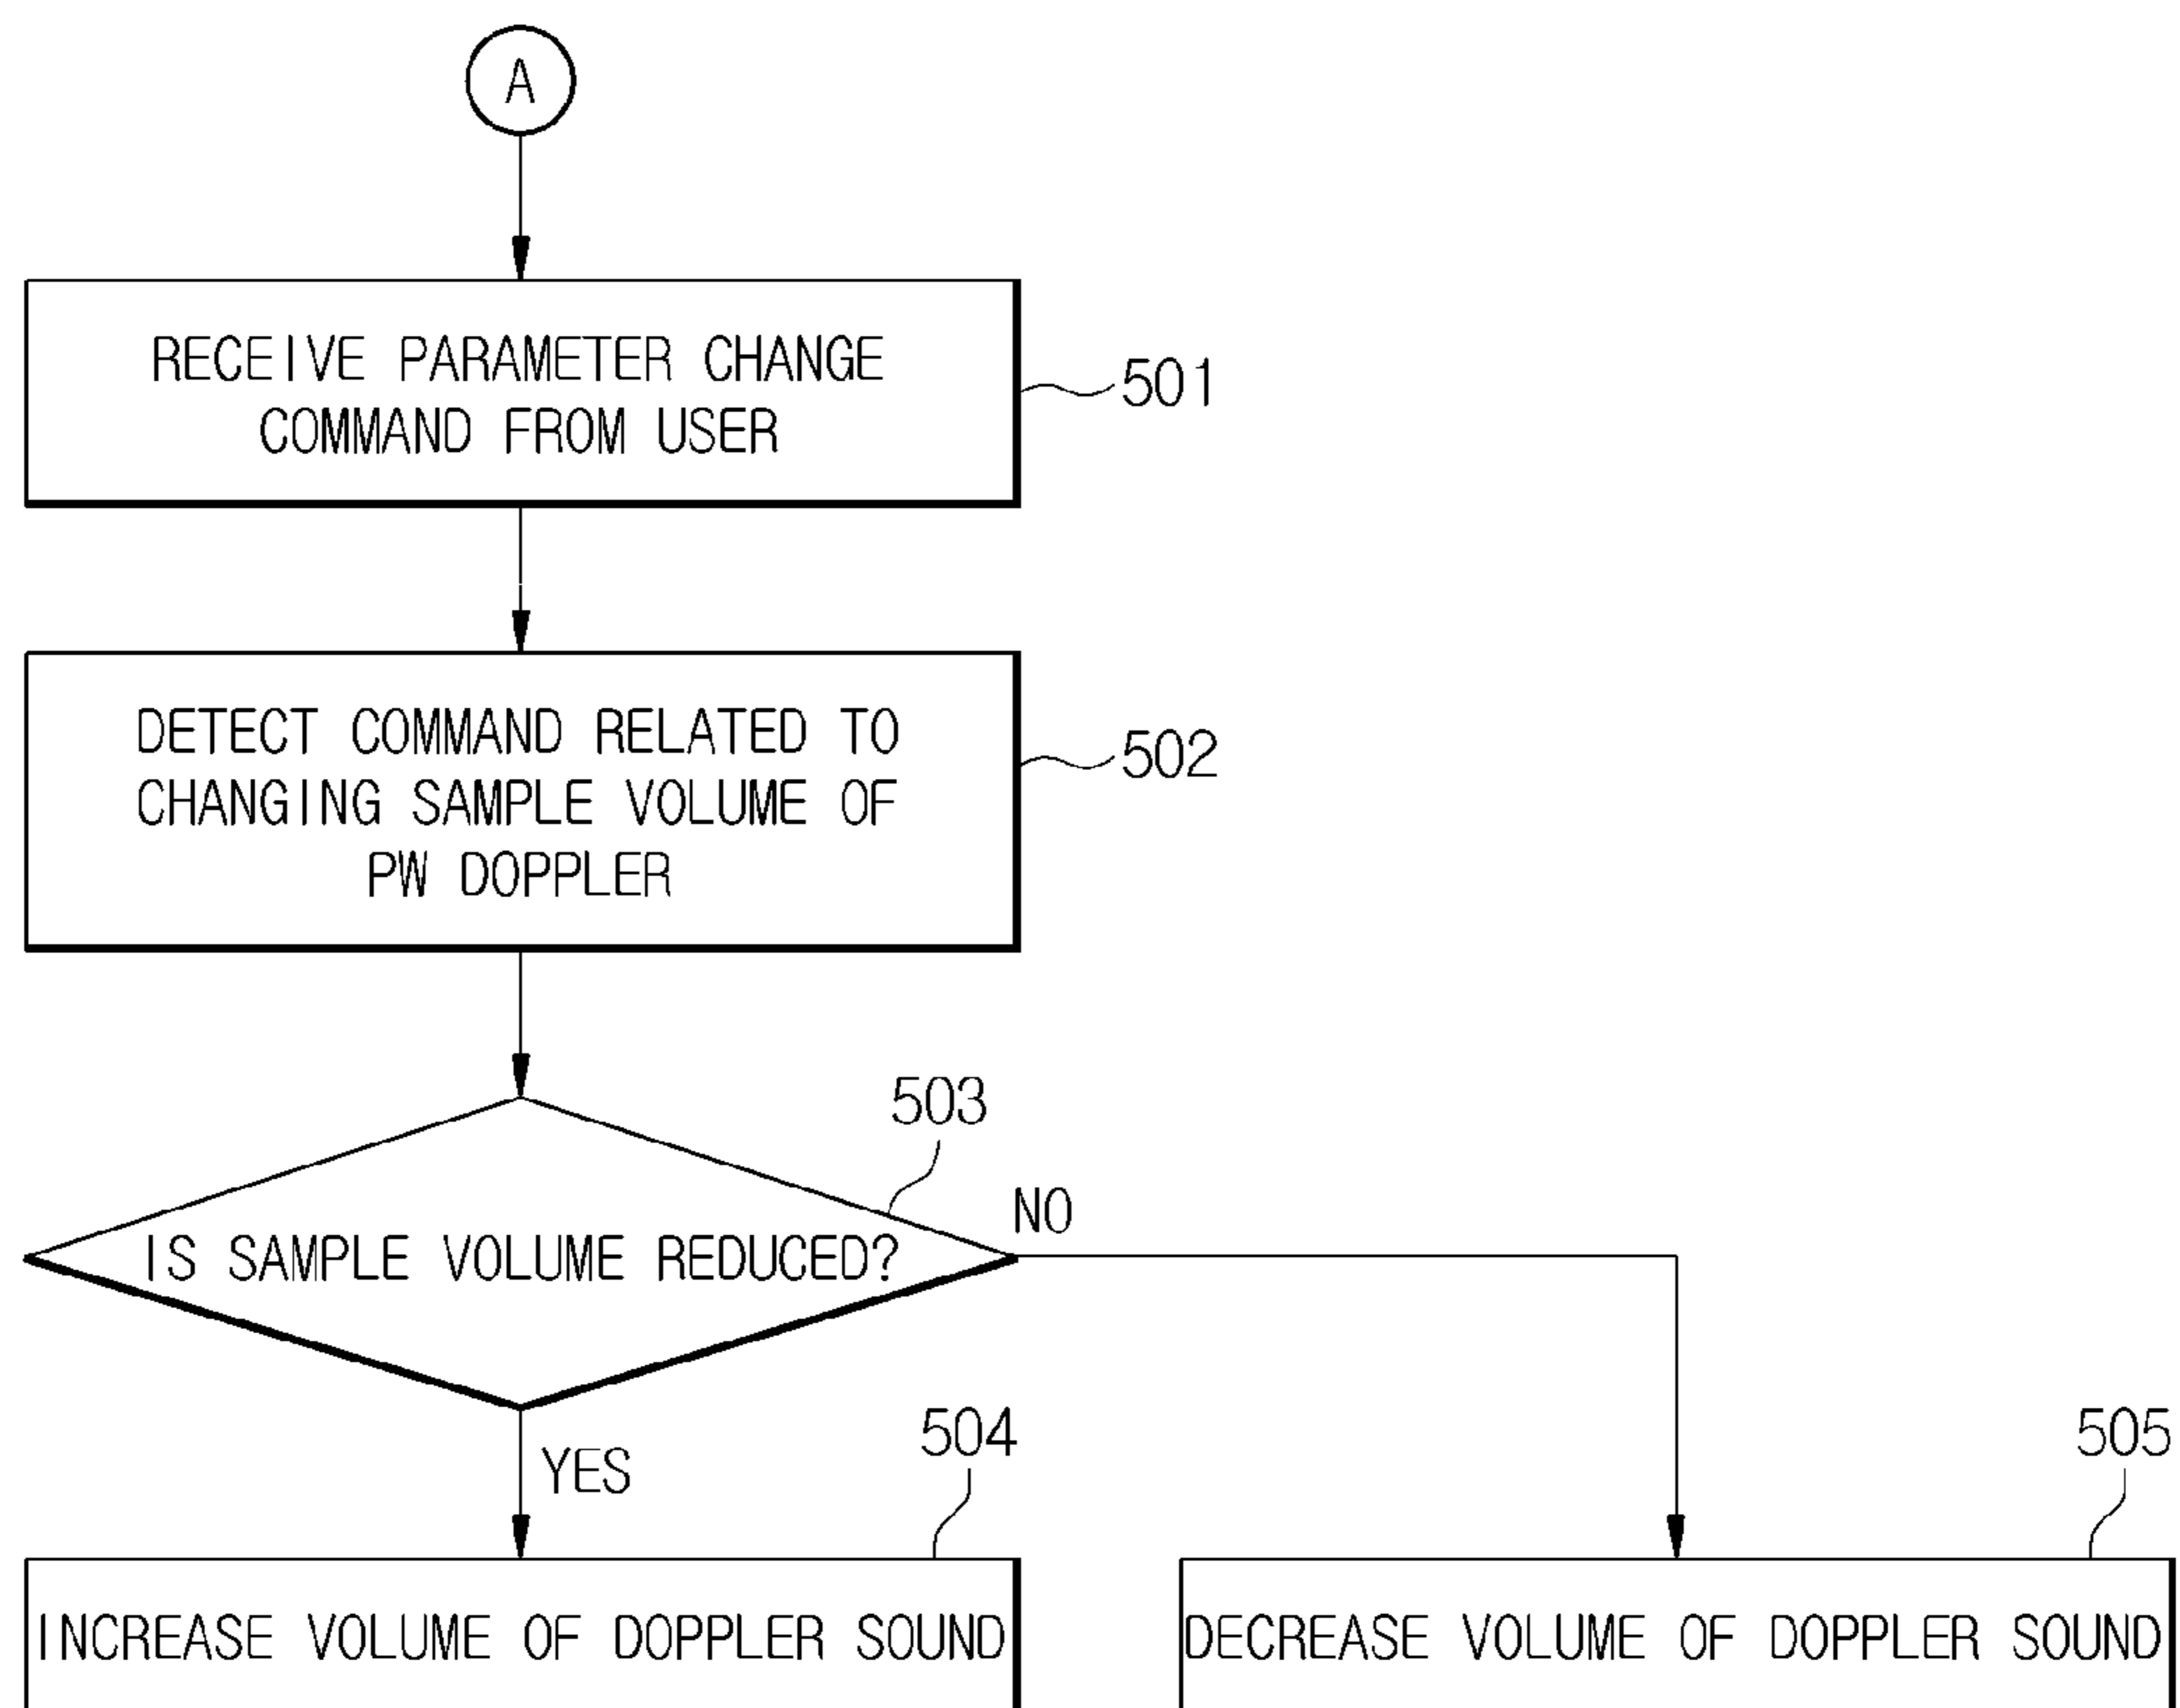 A
RECEIVE PARAMETER CHANGE
COMMAND FROM USER
501
DETECT COMMAND RELATED TO
CHANGING SAMPLE VOLUME OF
PW DOPPLER
502
503
IS SAMPLE VOLUME REDUCED?
NO
YES
504
505
INCREASE VOLUME OF DOPPLER SOUND
DECREASE VOLUME OF DOPPLER SOUND